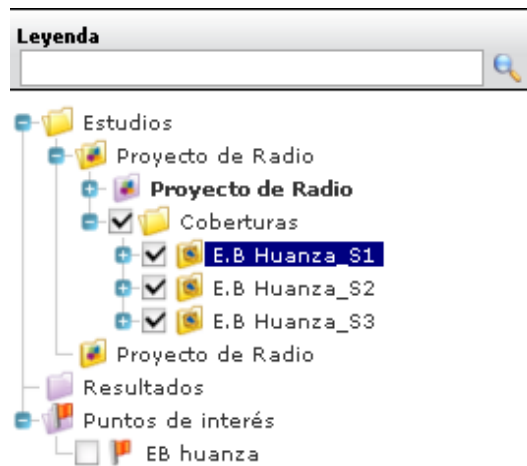 Leyenda
Estudios
Proyecto de Radio
Proyecto de Radio
Coberturas
E.B Huanza_S1
E.B Huanza_S2
E.B Huanza_S3
Proyecto de Radio
Resultados
Puntos de interés
EB huanza